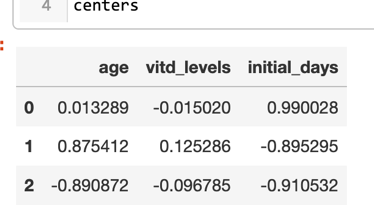 4 centers
:
age vitd_levels initial_days
0 0.013289 -0.015020 0.990028
1 0.875412 0.125286 -0.895295
2 -0.890872 -0.096785 -0.910532